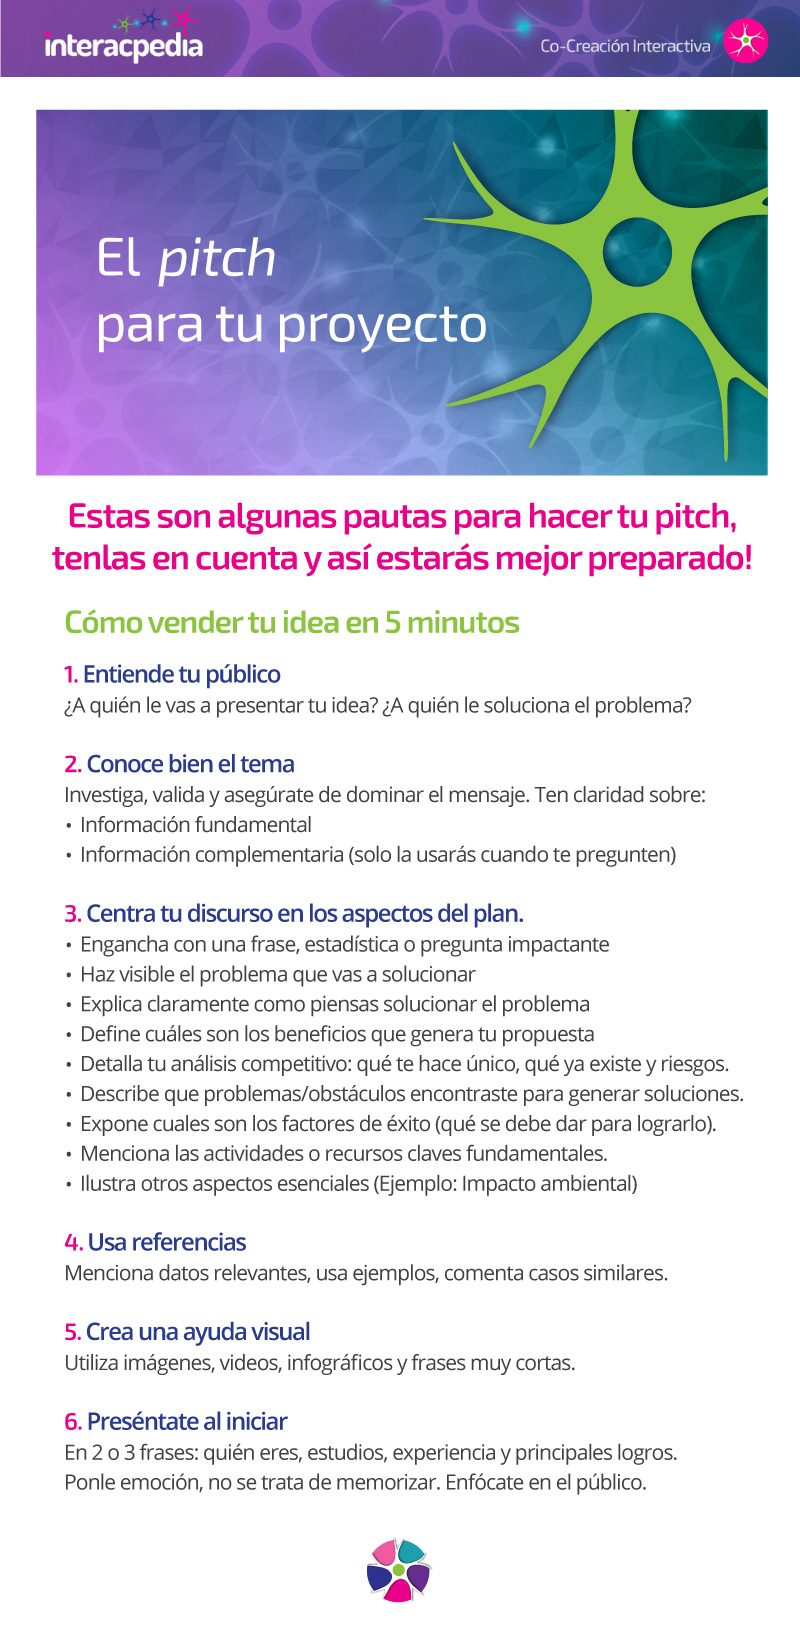 interacpedia
Co-Creación Interactiva
El pitch
para tu proyecto
Estas son algunas pautas para hacer tu pitch,
tenlas en cuenta y así estarás mejor preparado!
Cómo vender tu idea en 5 minutos
1. Entiende tu público
¿A quién le vas a presentar tu idea? ¿A quién le soluciona el problema?
2. Conoce bien el tema
Investiga, valida y asegúrate de dominar el mensaje. Ten claridad sobre:
• Información fundamental
• Información complementaria (solo la usarás cuando te pregunten)
3. Centra tu discurso en los aspectos del plan.
• Engancha con una frase, estadística o pregunta impactante
• Haz visible el problema que vas a solucionar
• Explica claramente como piensas solucionar el problema
• Define cuáles son los beneficios que genera tu propuesta
• Detalla tu análisis competitivo: qué te hace único, qué ya existe y riesgos.
• Describe que problemas/obstáculos encontraste para generar soluciones.
• Expone cuales son los factores de éxito (qué se debe dar para lograrlo).
• Menciona las actividades o recursos claves fundamentales.
• Ilustra otros aspectos esenciales (Ejemplo: Impacto ambiental)
4. Usa referencias
Menciona datos relevantes, usa ejemplos, comenta casos similares.
5. Crea una ayuda visual
Utiliza imágenes, videos, infográficos y frases muy cortas.
6. Preséntate al iniciar
En 2 o 3 frases: quién eres, estudios, experiencia y principales logros.
Ponle emoción, no se trata de memorizar. Enfócate en el público.